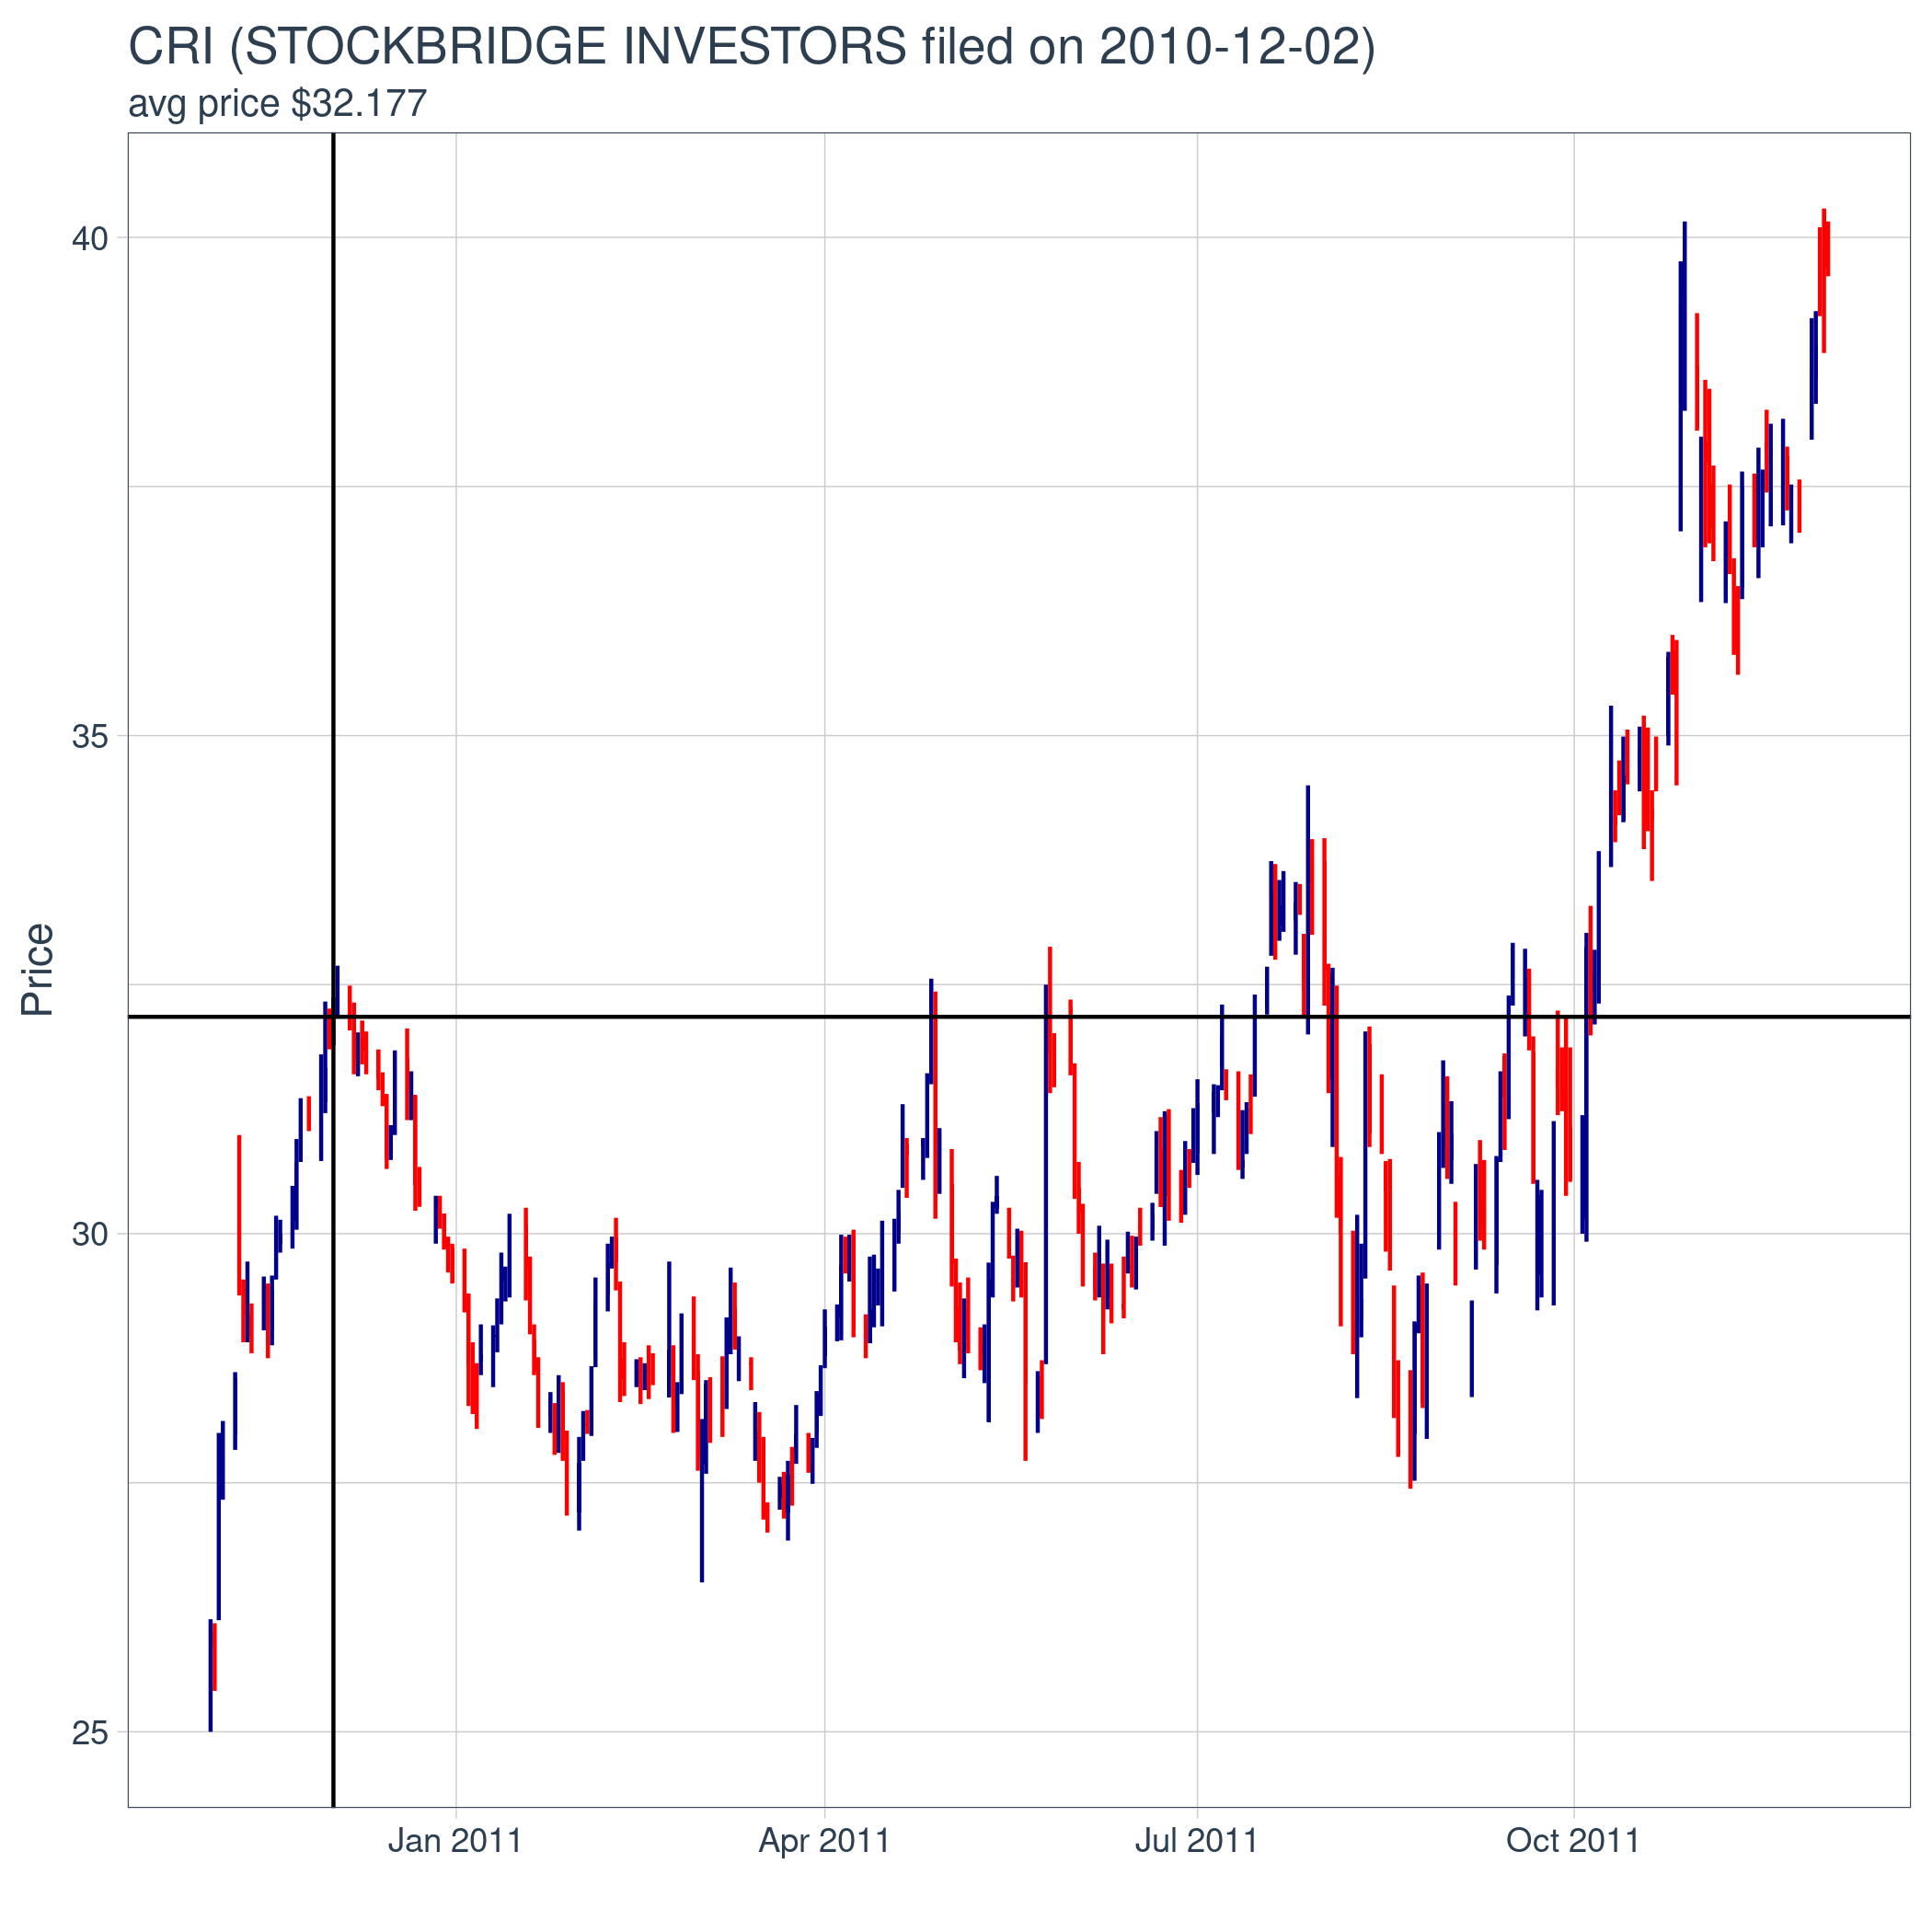 CRI (STOCKBRIDGE INVESTORS filed on 2010-12-02)
avg price $32.177
40
35
Price
30
25
Jan 2011
Apr 2011
Jul 2011
Oct 2011